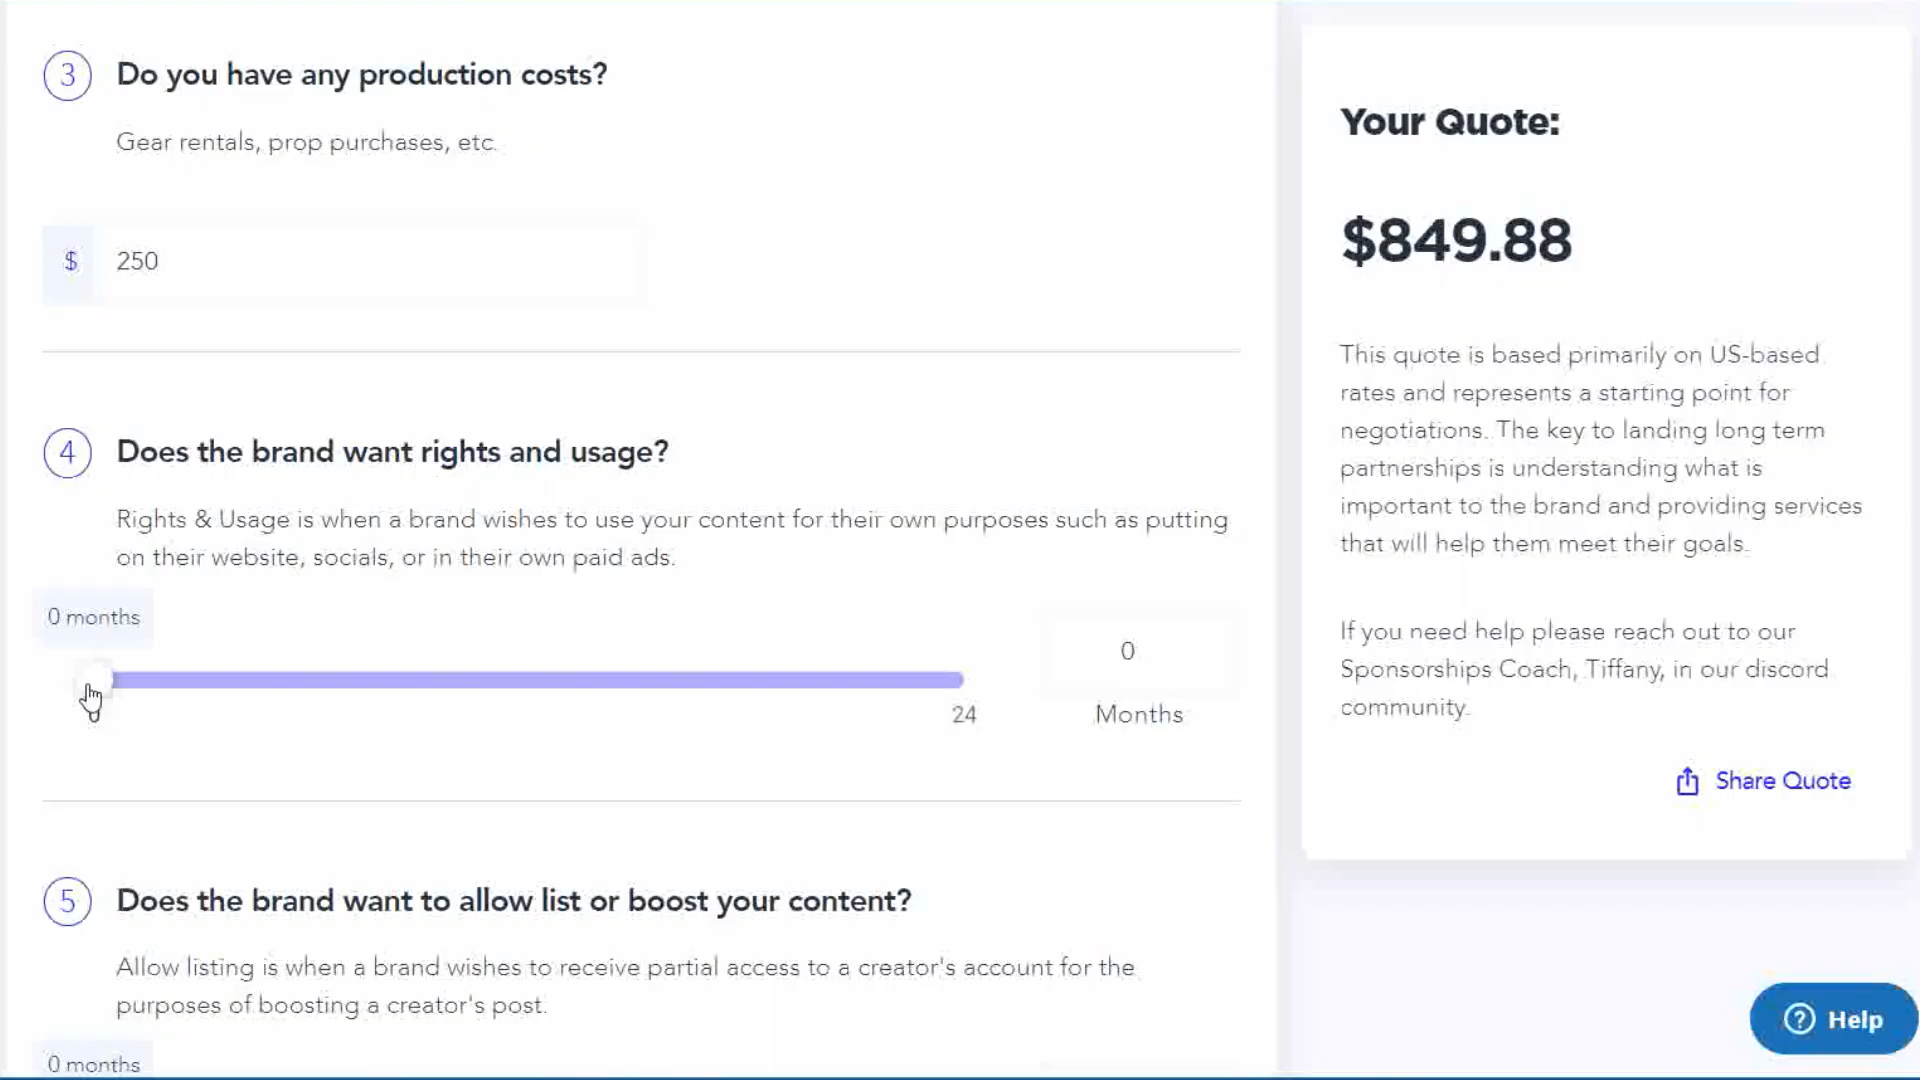 3 Do you have any production costs?
Gear rentals, prop purchases, etc.
$ 250
4 Does the brand want rights and usage?
Rights & Usage is when a brand wishes to use your content for their own purposes such as putting
on their website, socials, or in their own paid ads.
0 months
0
24
Months
5 Does the brand want to allow list or boost your content?
Allow listing is when a brand wishes to receive partial access to a creator's account for the
purposes of boosting a creator's post.
0 months
Your Quote:
$849.88
This quote is based primarily on US-based
rates and represents a starting point for
negotiations. The key to landing long term
partnerships is understanding what is
important to the brand and providing services
that will help them meet their goals.
If you need help please reach out to our
Sponsorships Coach, Tiffany, in our discord
community.
Share Quote
? Help